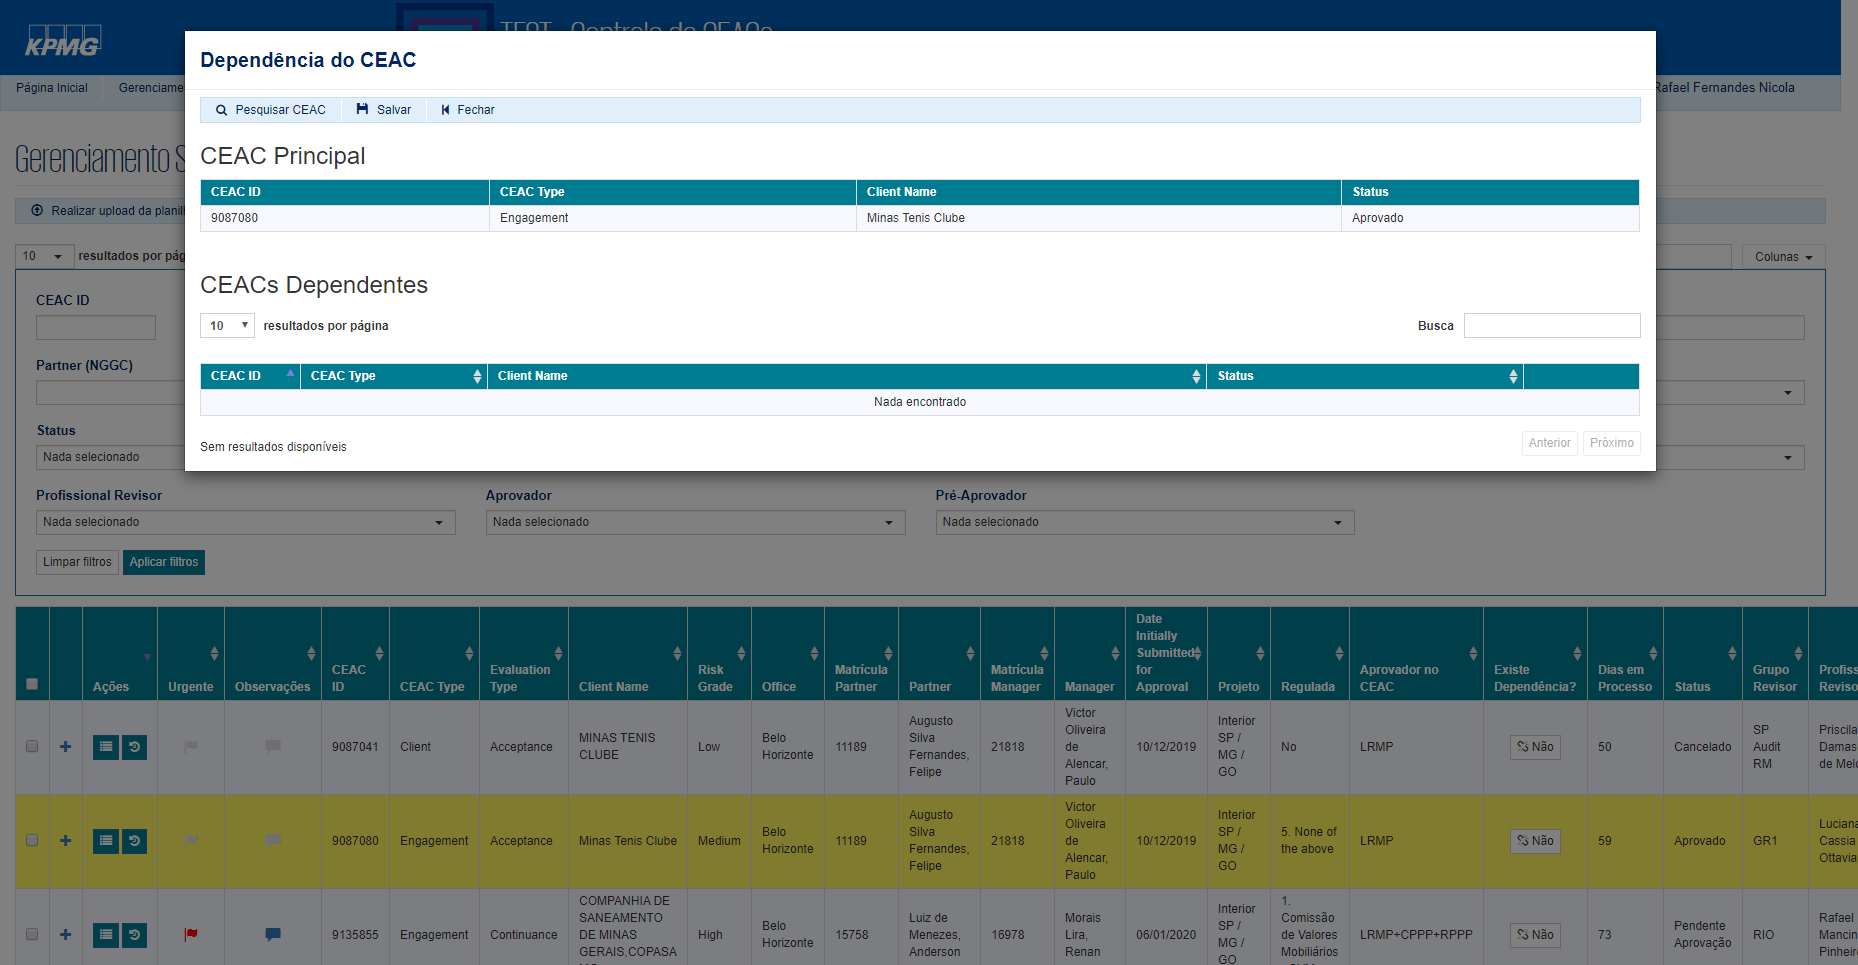 KPMG
TEST - Controle de CEACs
Página Inicial
Gerenciame
Rafael Fernandes Nicola
Dependência do CEAC
Pesquisar CEAC
Salvar
Fechar
CEAC Principal
CEAC ID CEAC Type Client Name Status
9087080 Engagement Minas Tenis Clube Aprovado
CEACs Dependentes
10 resultados por página
Busca
CEAC ID CEAC Type Client Name Status
Nada encontrado
Sem resultados disponíveis
Anterior Próximo
Gerenciamento S
Realizar upload da planil
10 resultados por pág
Colunas
CEAC ID
Partner (NGGC)
Status
Nada selecionado
Profissional Revisor
Nada selecionado
Aprovador
Nada selecionado
Pré-Aprovador
Nada selecionado
Limpar filtros Aplicar filtros
Ações
Urgente
Observações
CEAC
ID
CEAC Type
Evaluation
Type
Client Name
Risk
Grade
Office
Matrícula
Partner
Partner
Matrícula
Manager
Manager
Date
Initially
Submitted
for
Approval
Projeto
Regulada
Aprovador no
CEAC
Existe
Dependência?
Dias em
Processo
Status
Grupo
Revisor
Profiss
Reviso
9087041
Client
Acceptance
MINAS TENIS
CLUBE
Low
Belo
Horizonte
11189
Augusto
Silva
Fernandes,
Felipe
21818
Victor
Oliveira
de
Alencar,
Paulo
10/12/2019
Interior
SP /
MG /
GO
No
LRMP
Não
50
Cancelado
SP
Audit
RM
Priscila
Damas
de Melo
9087080
Engagement
Acceptance
Minas Tenis Clube
Medium
Belo
Horizonte
11189
Augusto
Silva
Fernandes,
Felipe
21818
Victor
Oliveira
de
Alencar,
Paulo
10/12/2019
Interior
SP /
MG /
GO
5. None of
the above
LRMP
Não
59
Aprovado
GR1
Luciana
Cassia
Ottavia
9135855
Engagement
Continuance
COMPANHIA DE
SANEAMENTO
DE MINAS
GERAIS,COPASA
High
Belo
Horizonte
15758
Luiz de
Menezes,
Anderson
16978
Morais
Lira,
Renan
06/01/2020
Interior
SP /
MG /
GO
1.
Comissão
de Valores
Mobiliários
LRMP+CPPP+RPPP
Não
73
Pendente
Aprovação
RIO
Rafael
Mancin
Pinheir